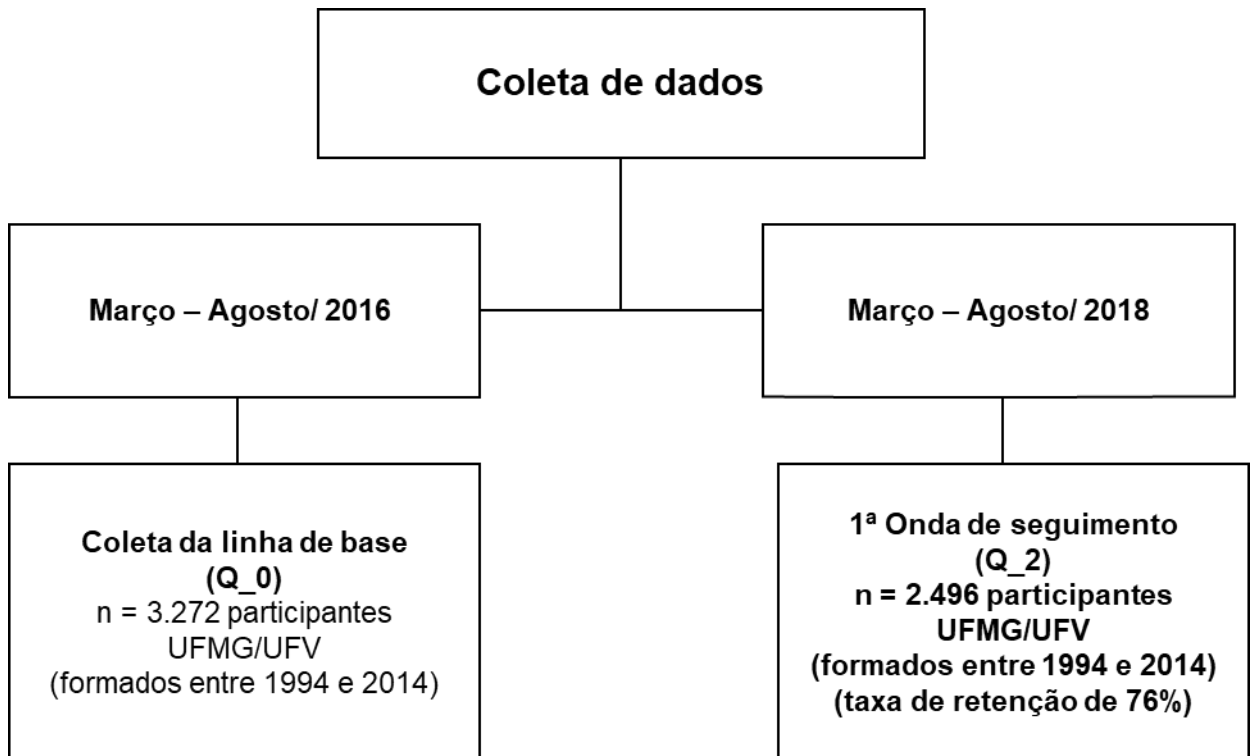 Coleta de dados
Março – Agosto/ 2016
Março – Agosto/ 2018
Coleta da linha de base
(Q_0)
n = 3.272 participantes
UFMG/UFV
(formados entre 1994 e 2014)
1ª Onda de seguimento
(Q_2)
n = 2.496 participantes
UFMG/UFV
(formados entre 1994 e 2014)
(taxa de retenção de 76%)